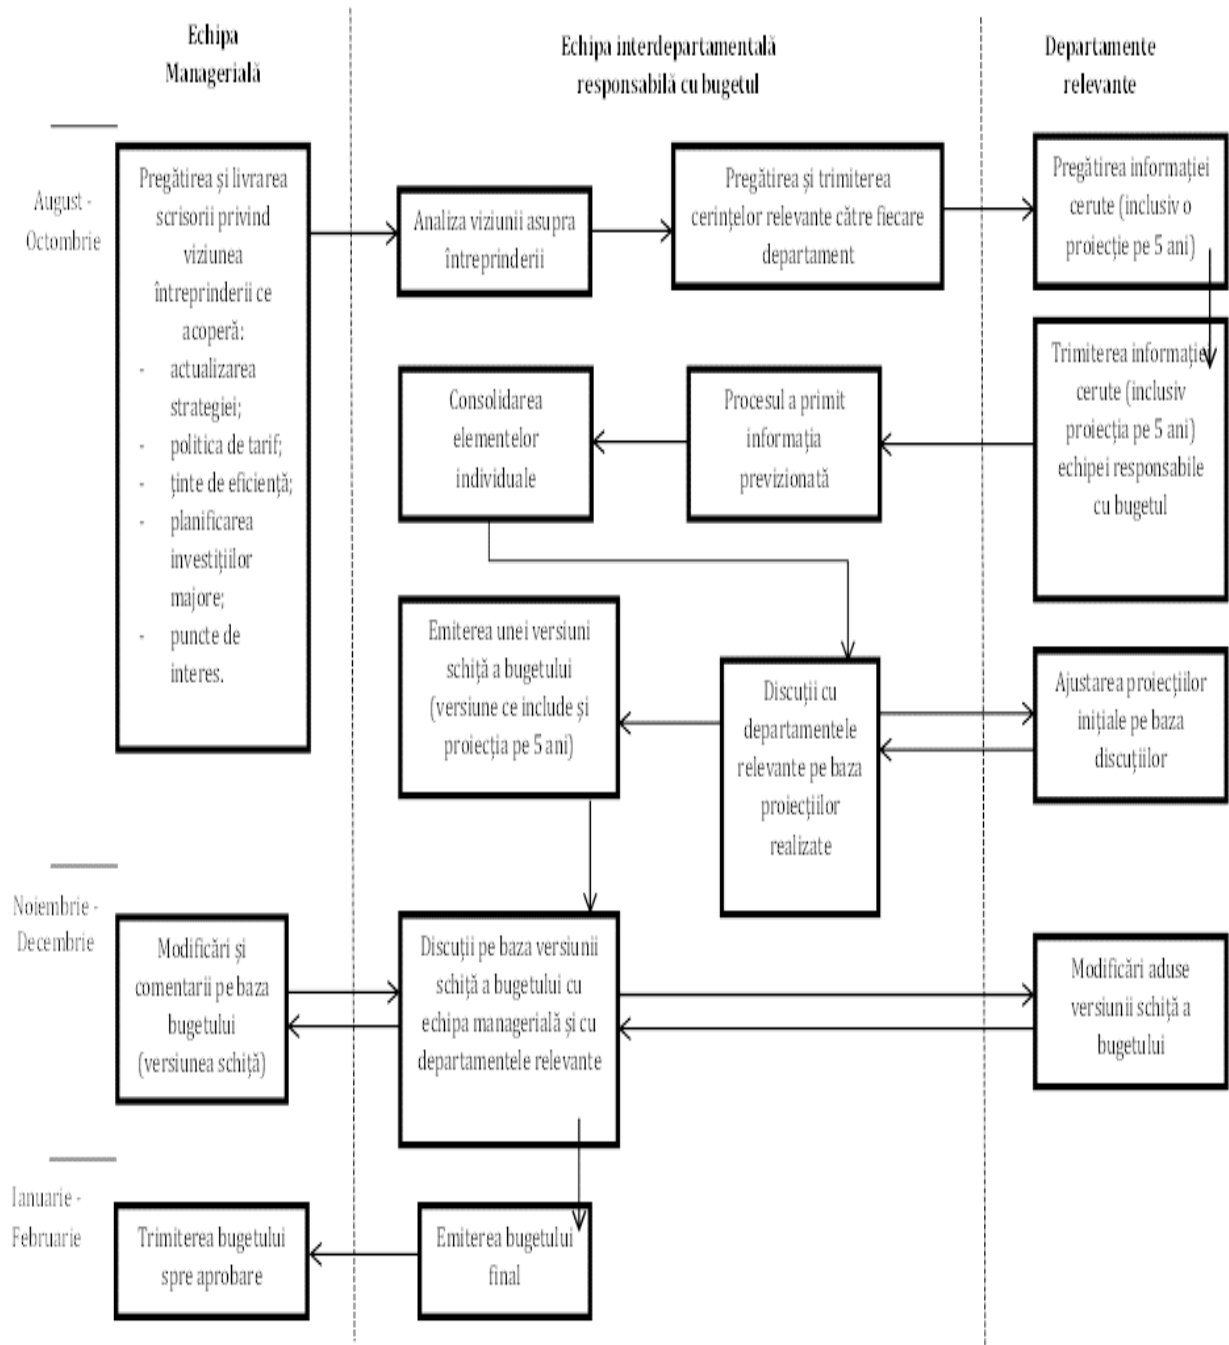 Echipa
Managerială
Echipa interdepartamentală
responsabilă cu bugetul
Departamente
relevante
August -
Octombrie
Pregătirea și livrarea
scrisorii privind
viziunea
întreprinderii ce
acoperă:
- actualizarea
strategiei;
- politica de tarif;
- ținte de eficiență;
- planificarea
investițiilor
majore;
- puncte de
interes.
Analiza viziunii asupra
întreprinderii
Pregătirea și trimiterea
cerințelor relevante către fiecare
departament
Pregătirea informației
cerute (inclusiv o
proiecție pe 5 ani)
Consolidarea
elementelor
individuale
Procesul a primit
informația
previzionată
Trimiterea informație
cerute (inclusiv
proiecția pe 5 ani)
echipei responsabile
cu bugetul
Emiterea unei versiuni
schiță a bugetului
(versiune ce include și
proiecția pe 5 ani)
Discuții cu
departamentele
relevante pe baza
proiecțiilor
realizate
Ajustarea proiecțiilor
inițiale pe baza
discuțiilor
Noiembrie -
Decembrie
Modificări și
comentarii pe baza
bugetului
(versiunea schiță)
Discuții pe baza versiunii
schiță a bugetului cu
echipa managerială și cu
departamentele relevante
Modificări aduse
versiunii schiță a
bugetului
Ianuarie -
Februarie
Trimiterea bugetului
spre aprobare
Emiterea bugetului
final